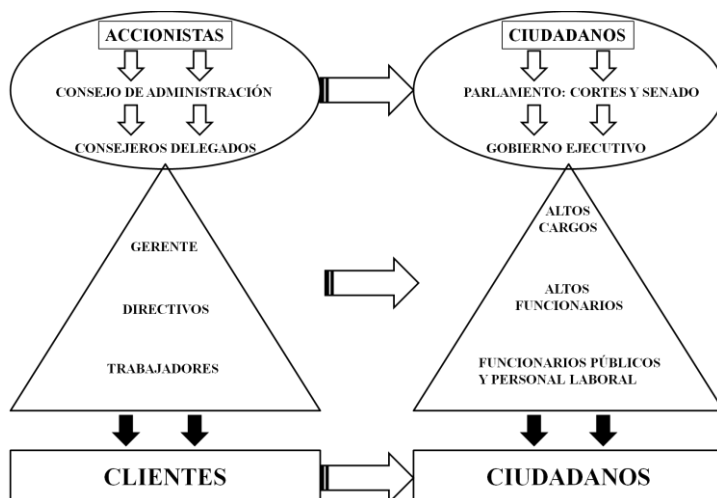 ACCIONISTAS
CONSEJO DE ADMINISTRACIÓN
CONSEJEROS DELEGADOS
GERENTE
DIRECTIVOS
TRABAJADORES
CLIENTES
CIUDADANOS
PARLAMENTO: CORTES Y SENADO
GOBIERNO EJECUTIVO
ALTOS
CARGOS
ALTOS
FUNCIONARIOS
FUNCIONARIOS PÚBLICOS
Y PERSONAL LABORAL
CIUDADANOS